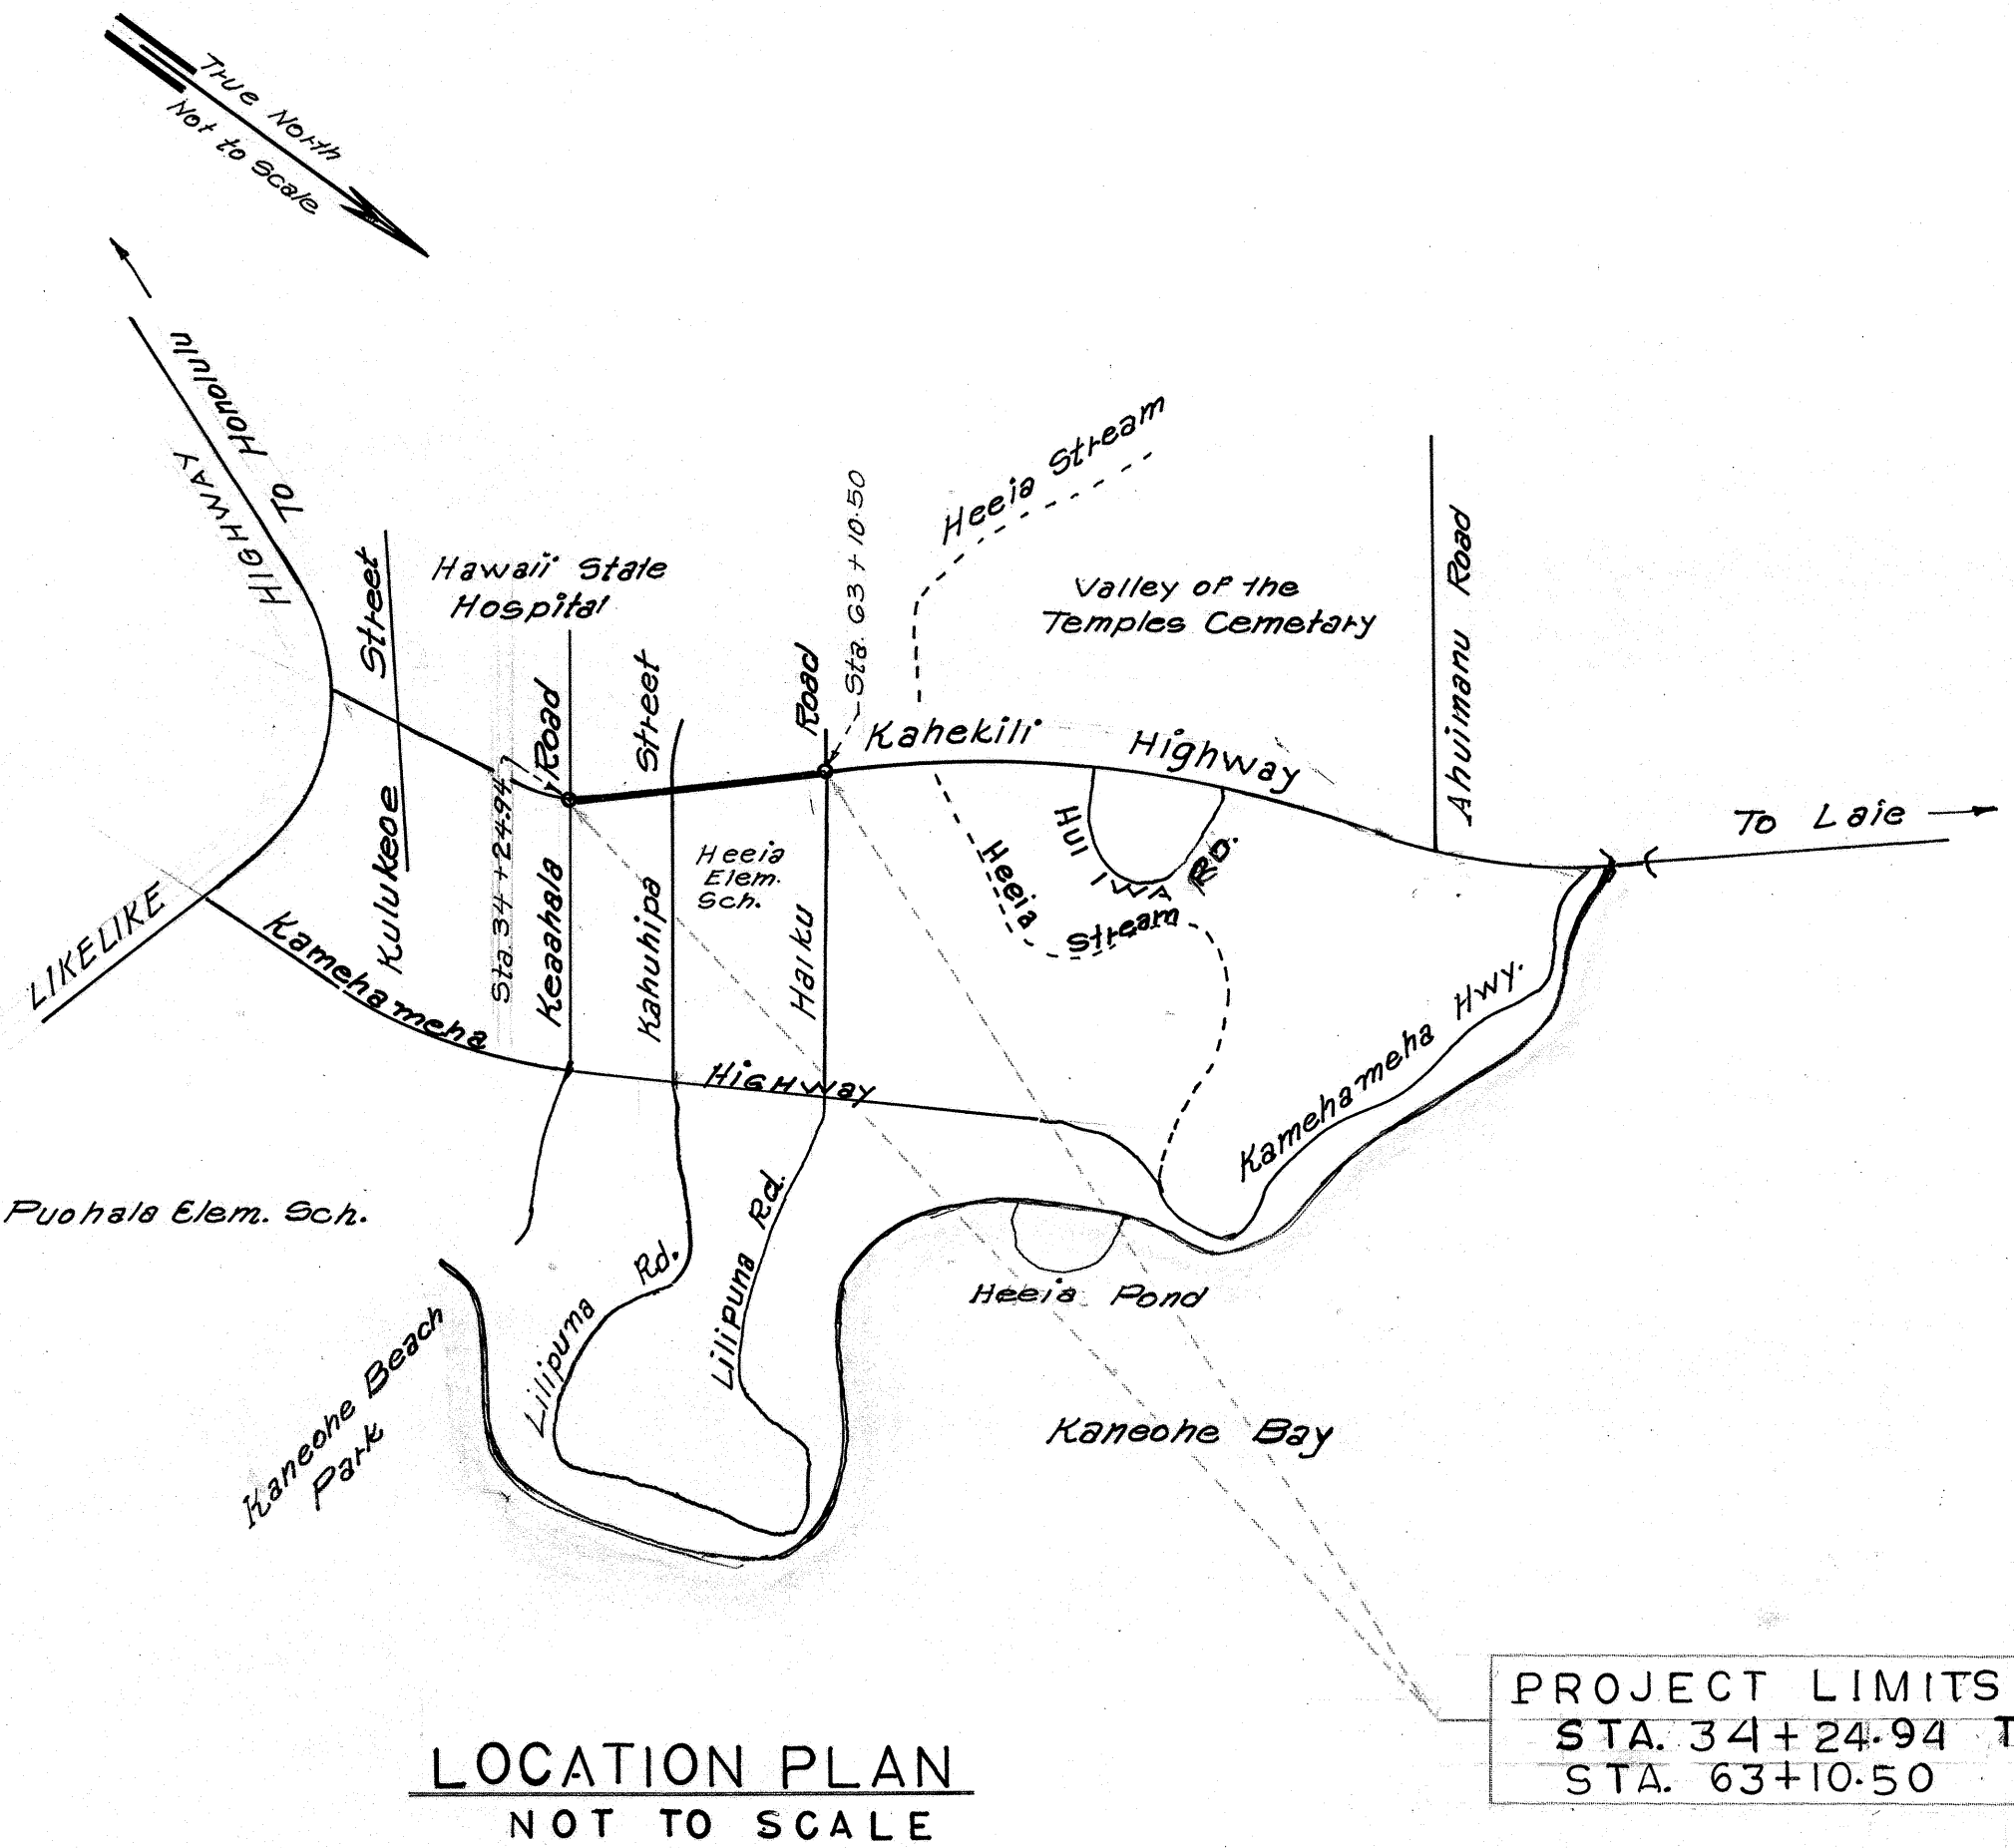 True North
Not to Scale
To Honolulu
LIKELIKE HIGHWAY
Kulukeoe Street
Hawaii State
Hospital
Sta. 34 + 24.94
Keaahala Road
Kahuhipa Street
Heeia
Elem.
Sch.
Haiku Road
Sta. 63 + 10.50
Heeia Stream
Valley of the
Temples Cemetary
Kahekili Highway
Ahuimanu Road
To Laie
HUI IWA RD.
Heeia Stream
Kamehameha Highway
Kamehameha Hwy.
Puohala Elem. Sch.
Lilipuna Rd.
Lilipuna Rd.
Heeia Pond
Kaneohe Beach
Park
Kaneohe Bay
PROJECT LIMITS
STA. 34+24.94 T
STA. 63+10.50
LOCATION PLAN
NOT TO SCALE